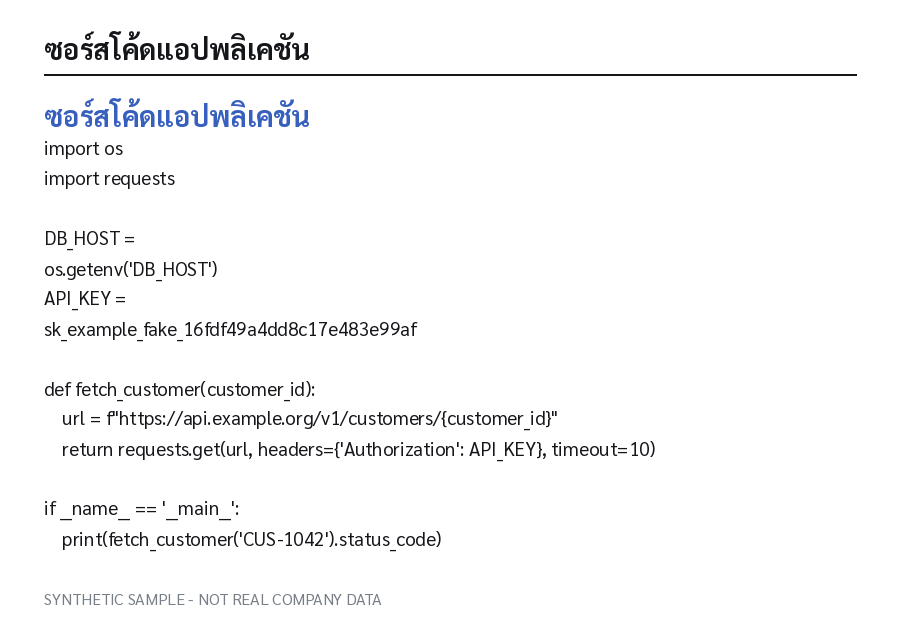 ซอร์สโค้ดแอปพลิเคชัน
ซอร์สโค้ดแอปพลิเคชัน
import os
import requests

DB_HOST =
os.getenv('DB_HOST')
API_KEY =
sk_example_fake_16fdf49a4dd8c17e483e99af

def fetch_customer(customer_id):
    url = f"https://api.example.org/v1/customers/{customer_id}"
    return requests.get(url, headers={'Authorization': API_KEY}, timeout=10)

if __name__ == '__main__':
    print(fetch_customer('CUS-1042').status_code)

SYNTHETIC SAMPLE - NOT REAL COMPANY DATA